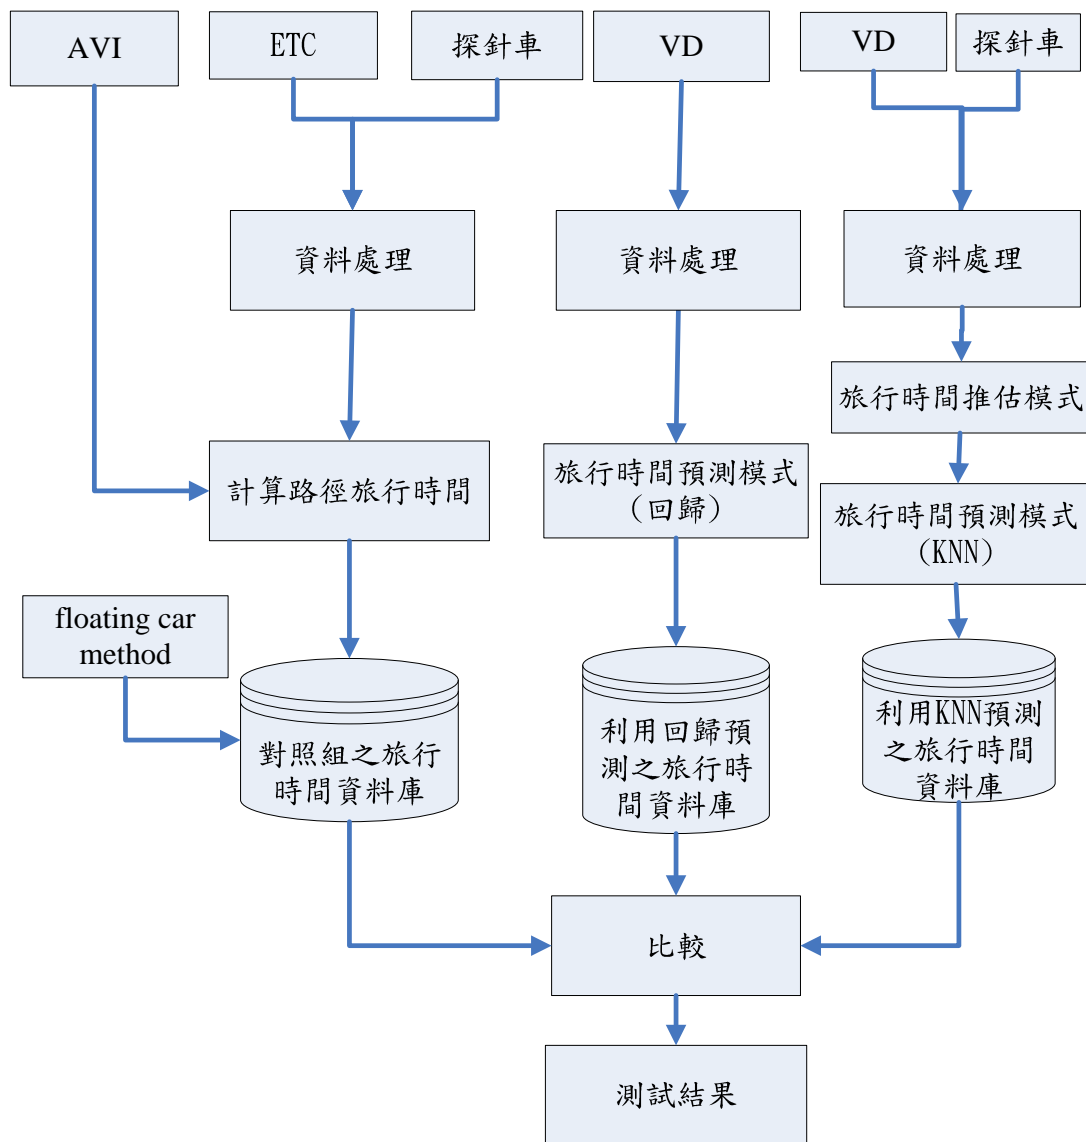 AVI
ETC
探針車
VD
VD
探針車
資料處理
資料處理
資料處理
旅行時間推估模式
計算路徑旅行時間
旅行時間預測模式
(回歸)
旅行時間預測模式
(KNN)
floating car
method
對照組之旅行
時間資料庫
利用回歸預
測之旅行時
間資料庫
利用KNN預測
之旅行時間
資料庫
比較
測試結果